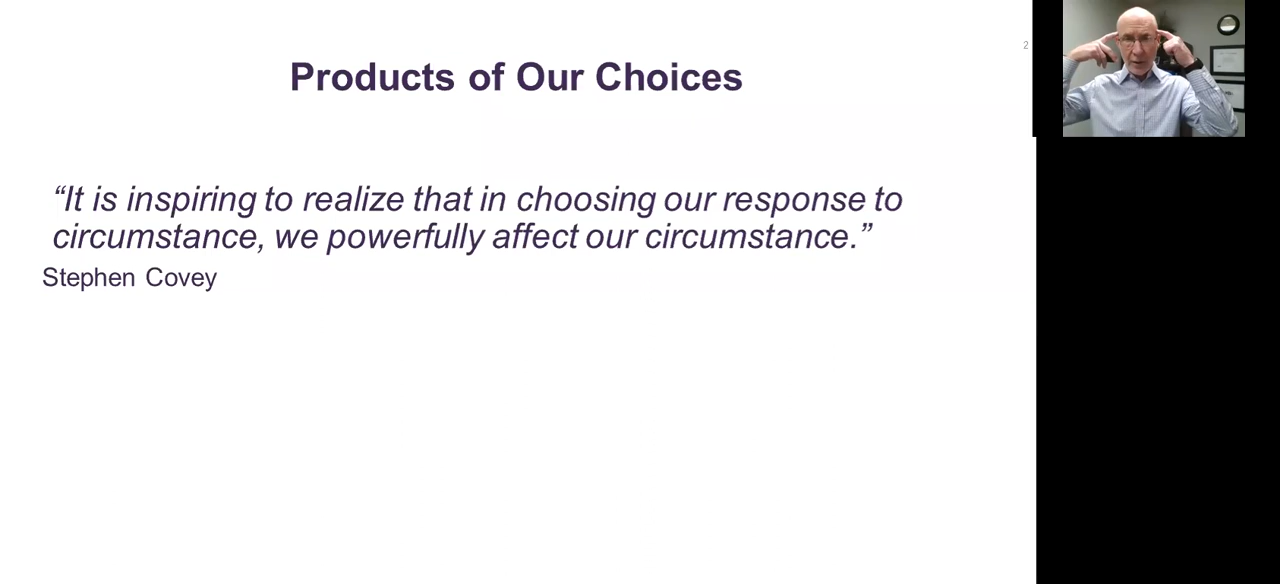 Products of Our Choices
2
“It is inspiring to realize that in choosing our response to
circumstance, we powerfully affect our circumstance.”
Stephen Covey